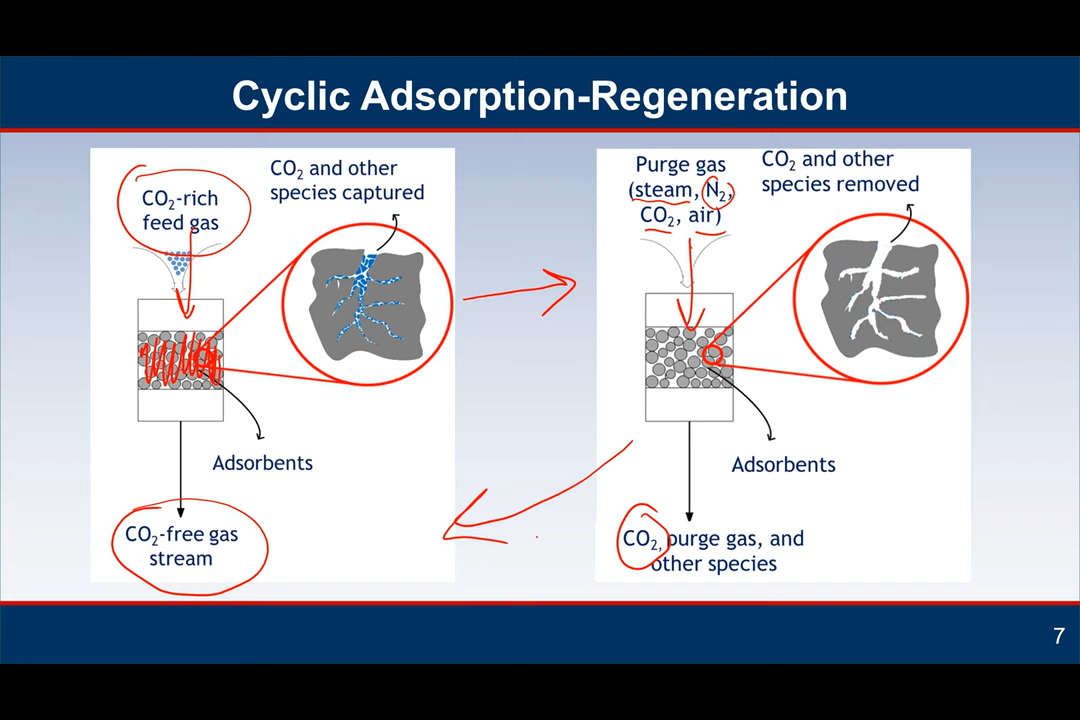 Cyclic Adsorption-Regeneration
CO₂-rich
feed gas
CO₂ and other
species captured
Adsorbents
CO₂-free gas
stream
Purge gas
(steam, N₂,
CO₂, air)
CO₂ and other
species removed
Adsorbents
CO₂, purge gas, and
other species
7